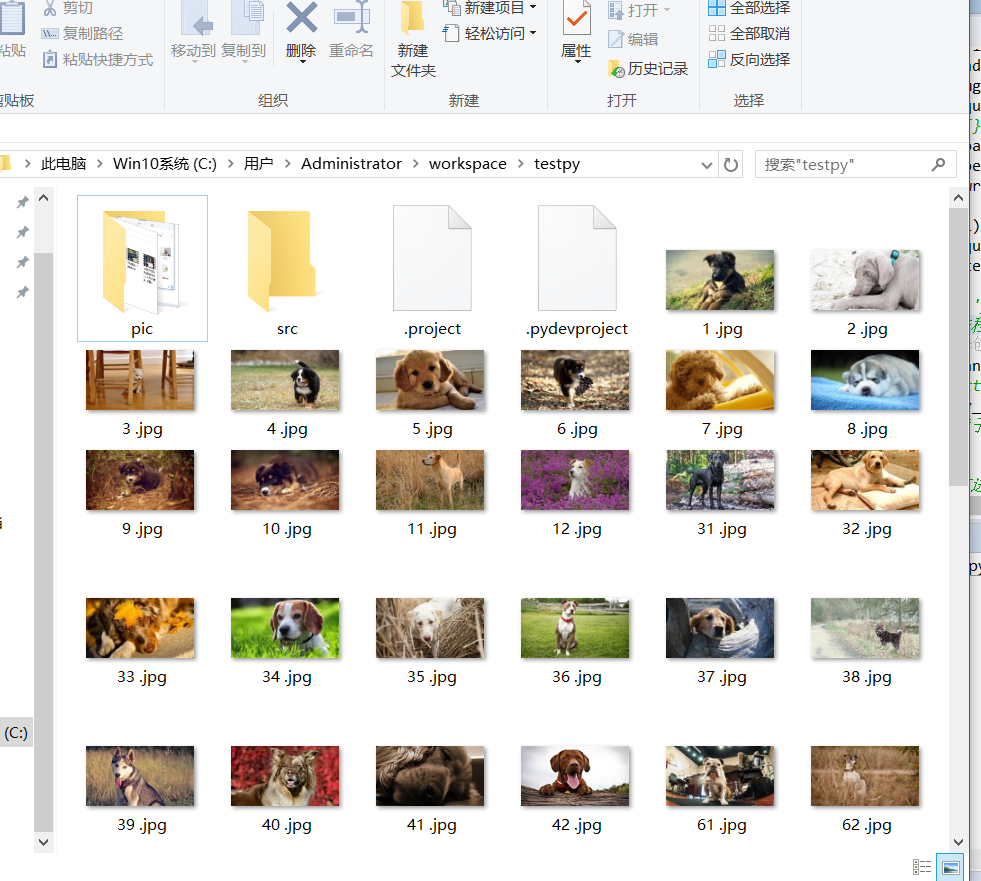 剪切
新建项目
打开
全部选择
复制路径
轻松访问
编辑
全部取消
粘贴
移动到
复制到
删除
重命名
新建
文件夹
属性
粘贴快捷方式
历史记录
反向选择
剪贴板
组织
新建
打开
选择
此电脑 > Win10系统 (C:) > 用户 > Administrator > workspace > testpy
搜索"testpy"
pic
src
.project
.pydevproject
1 .jpg
2 .jpg
3 .jpg
4 .jpg
5 .jpg
6 .jpg
7 .jpg
8 .jpg
9 .jpg
10 .jpg
11 .jpg
12 .jpg
31 .jpg
32 .jpg
33 .jpg
34 .jpg
35 .jpg
36 .jpg
37 .jpg
38 .jpg
(C:)
39 .jpg
40 .jpg
41 .jpg
42 .jpg
61 .jpg
62 .jpg